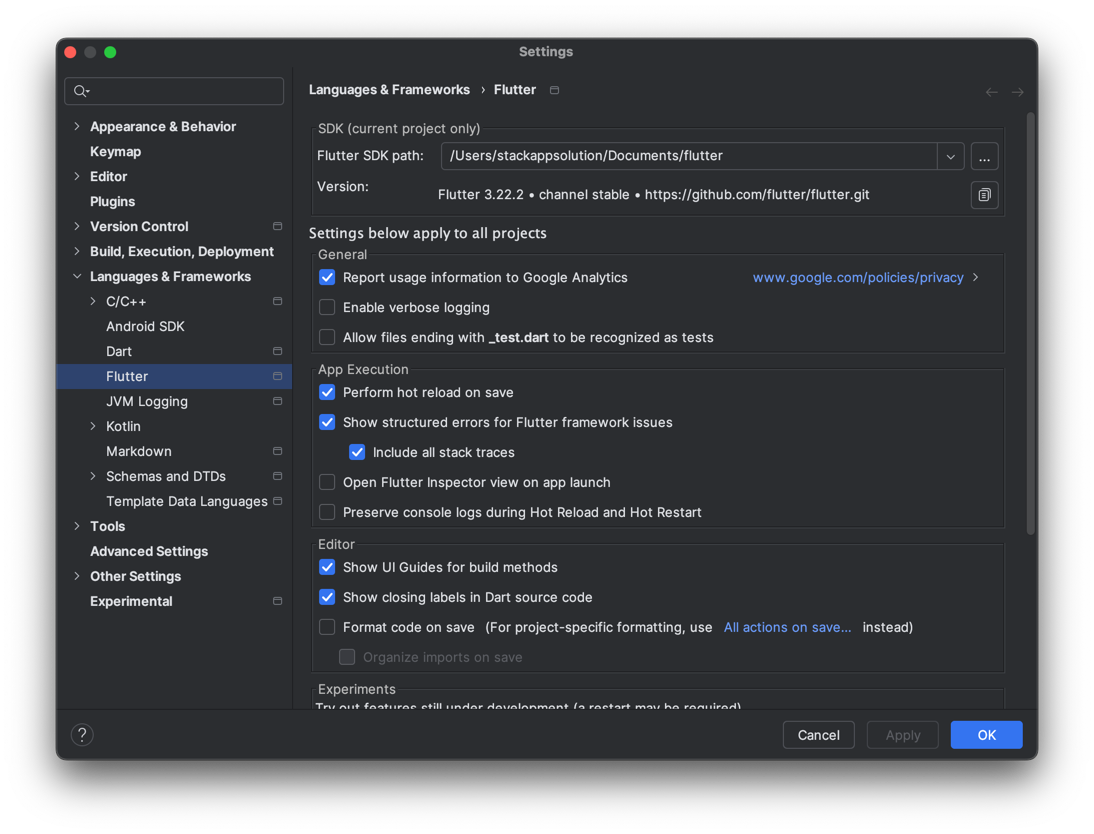 Settings
Languages & Frameworks › Flutter
Appearance & Behavior
Keymap
Editor
Plugins
Version Control
Build, Execution, Deployment
Languages & Frameworks
C/C++
Android SDK
Dart
Flutter
JVM Logging
Kotlin
Markdown
Schemas and DTDs
Template Data Languages
Tools
Advanced Settings
Other Settings
Experimental
SDK (current project only)
Flutter SDK path: /Users/stackappsolution/Documents/flutter ...
Version: Flutter 3.22.2 • channel stable • https://github.com/flutter/flutter.git
Settings below apply to all projects
General
Report usage information to Google Analytics www.google.com/policies/privacy
Enable verbose logging
Allow files ending with _test.dart to be recognized as tests
App Execution
Perform hot reload on save
Show structured errors for Flutter framework issues
Include all stack traces
Open Flutter Inspector view on app launch
Preserve console logs during Hot Reload and Hot Restart
Editor
Show UI Guides for build methods
Show closing labels in Dart source code
Format code on save (For project-specific formatting, use All actions on save... instead)
Organize imports on save
Experiments
Try out features still under development (a restart may be required)
?
Cancel
Apply
OK